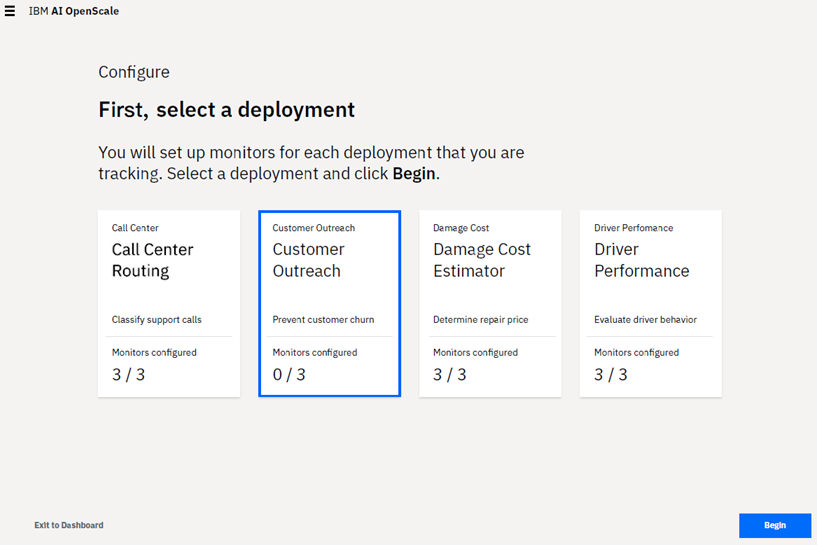 IBM AI OpenScale
Configure
First, select a deployment
You will set up monitors for each deployment that you are
tracking. Select a deployment and click Begin.
Call Center
Call Center
Routing
Classify support calls
Monitors configured
3 / 3
Customer Outreach
Customer
Outreach
Prevent customer churn
Monitors configured
0 / 3
Damage Cost
Damage Cost
Estimator
Determine repair price
Monitors configured
3 / 3
Driver Perfomance
Driver
Performance
Evaluate driver behavior
Monitors configured
3 / 3
Exit to Dashboard
Begin